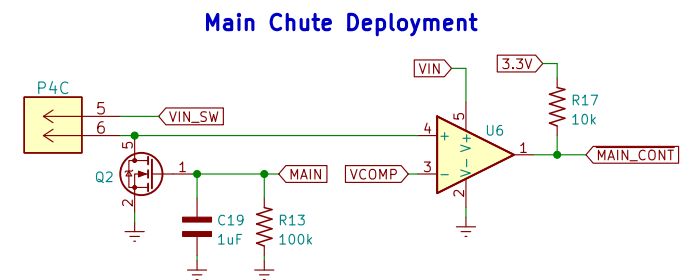 Main Chute Deployment
P4C
5
6
VIN_SW
5
Q2
1
2
MAIN
C19
1uF
R13
100k
VIN
3.3V
R17
10k
5
4
+
U6
V+
1
MAIN_CONT
VCOMP
3
-
V-
2